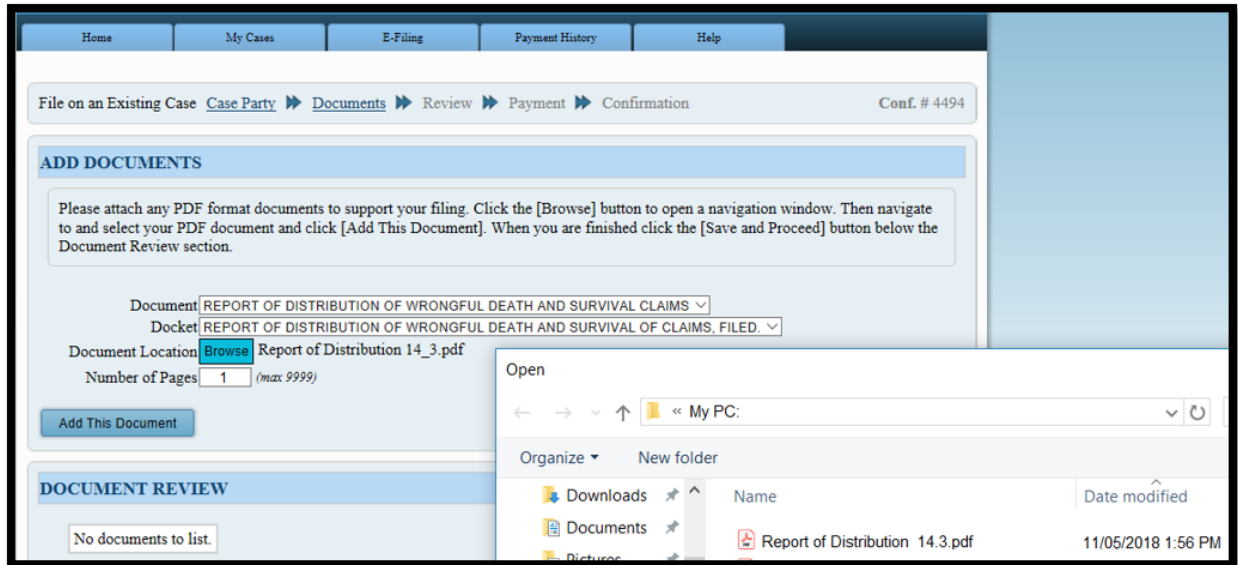 Home My Cases E-Filing Payment History Help
File on an Existing Case Case Party Documents Review Payment Confirmation Conf. # 4494
ADD DOCUMENTS
Please attach any PDF format documents to support your filing. Click the [Browse] button to open a navigation window. Then navigate
to and select your PDF document and click [Add This Document]. When you are finished click the [Save and Proceed] button below the
Document Review section.
Document REPORT OF DISTRIBUTION OF WRONGFUL DEATH AND SURVIVAL CLAIMS
Docket REPORT OF DISTRIBUTION OF WRONGFUL DEATH AND SURVIVAL OF CLAIMS, FILED.
Document Location Browse Report of Distribution 14_3.pdf
Number of Pages 1 (max 9999)
Add This Document
DOCUMENT REVIEW
No documents to list.
Open
« My PC:
Organize New folder
Downloads
Documents
Pictures
Name Date modified
Report of Distribution 14.3.pdf 11/05/2018 1:56 PM